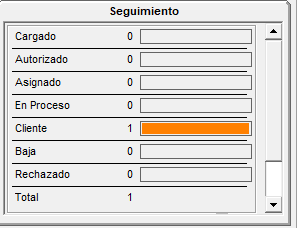 Seguimiento
Cargado 0
Autorizado 0
Asignado 0
En Proceso 0
Cliente 1
Baja 0
Rechazado 0
Total 1